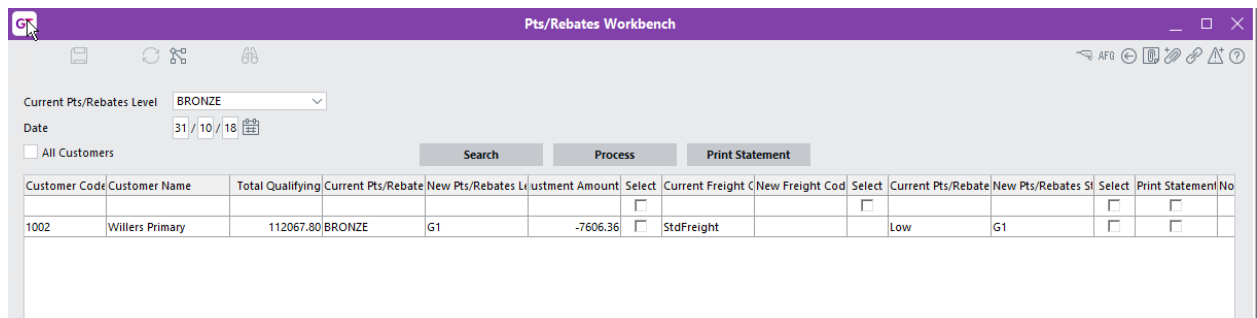 GT Pts/Rebates Workbench
AFG
Current Pts/Rebates Level BRONZE
Date 31 / 10 / 18
All Customers Search Process Print Statement
Customer Code Customer Name Total Qualifying Current Pts/Rebate New Pts/Rebates Le ustment Amount Select Current Freight C New Freight Cod Select Current Pts/Rebate New Pts/Rebates St Select Print Statement No
1002 Willers Primary 112067.80 BRONZE G1 -7606.36 StdFreight Low G1